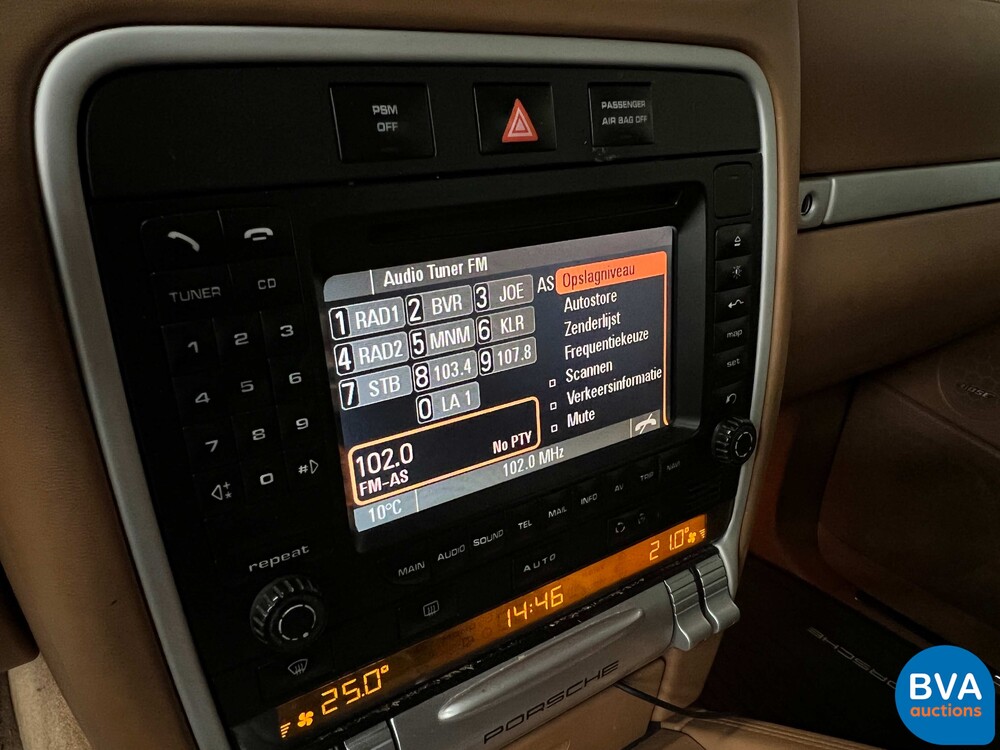 PSM
OFF
PASSENGER
AIR BAG OFF
TUNER
CD
1 2 3
4 5 6
7 8 9
* 0 #
repeat
Audio Tuner FM
1 RAD1 2 BVR 3 JOE AS
4 RAD2 5 MNM 6 KLR
7 STB 8 103.4 9 107.8
0 LA 1
Opslagniveau
Autostore
Zenderlijst
Frequentiekeuze
Scannen
Verkeersinformatie
Mute
102.0 No PTY
FM-AS
102.0 MHz
10°C
map
set
MAIN AUDIO SOUND TEL MAIL INFO AV TRIP NAVI
AUTO
25.0° 14:46 21.0°
PORSCHE
BOSE
PORSCHE
BVA
auctions